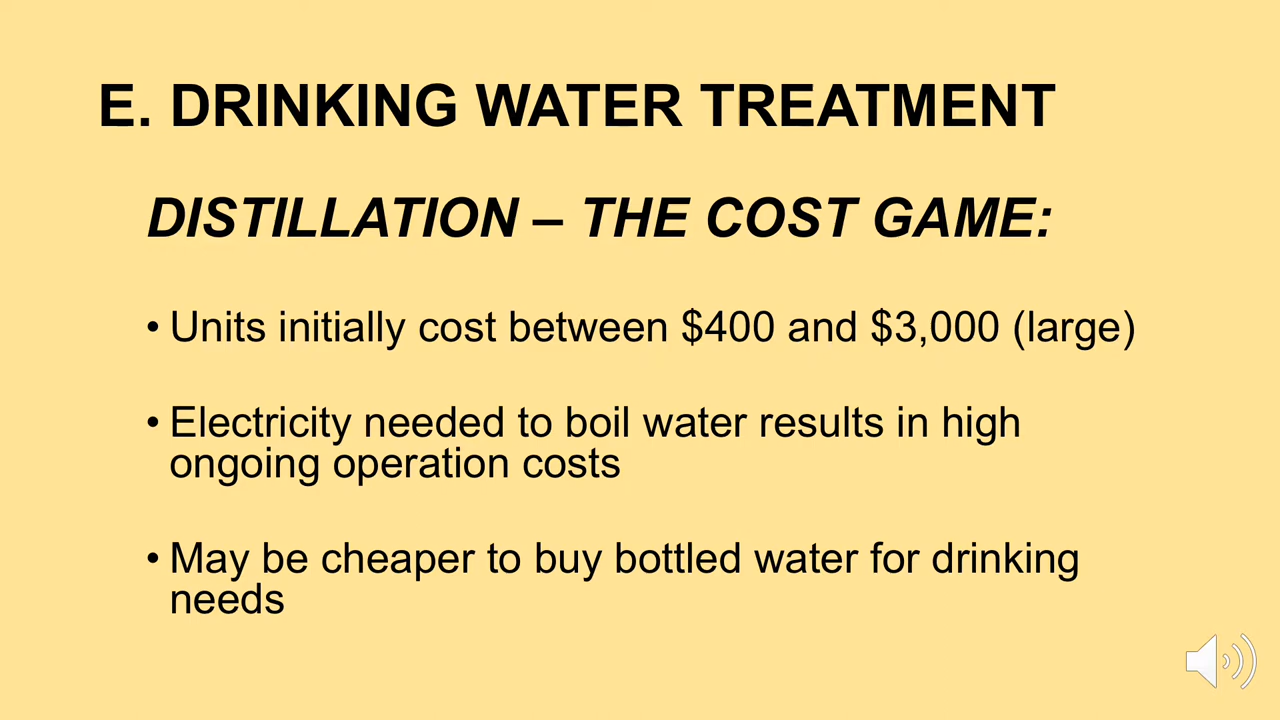 E. DRINKING WATER TREATMENT
DISTILLATION – THE COST GAME:
• Units initially cost between $400 and $3,000 (large)
• Electricity needed to boil water results in high
ongoing operation costs
• May be cheaper to buy bottled water for drinking
needs